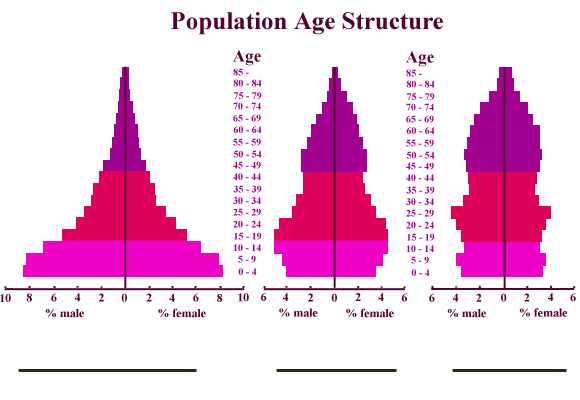 Population Age Structure
Age
85 -
80 - 84
75 - 79
70 - 74
65 - 69
60 - 64
55 - 59
50 - 54
45 - 49
40 - 44
35 - 39
30 - 34
25 - 29
20 - 24
15 - 19
10 - 14
5 - 9
0 - 4
Age
85 -
80 - 84
75 - 79
70 - 74
65 - 69
60 - 64
55 - 59
50 - 54
45 - 49
40 - 44
35 - 39
30 - 34
25 - 29
20 - 24
15 - 19
10 - 14
5 - 9
0 - 4
10 8 6 4 2 0 2 4 6 8 10
% male % female
6 4 2 0 2 4 6
% male % female
6 4 2 0 2 4 6
% male % female